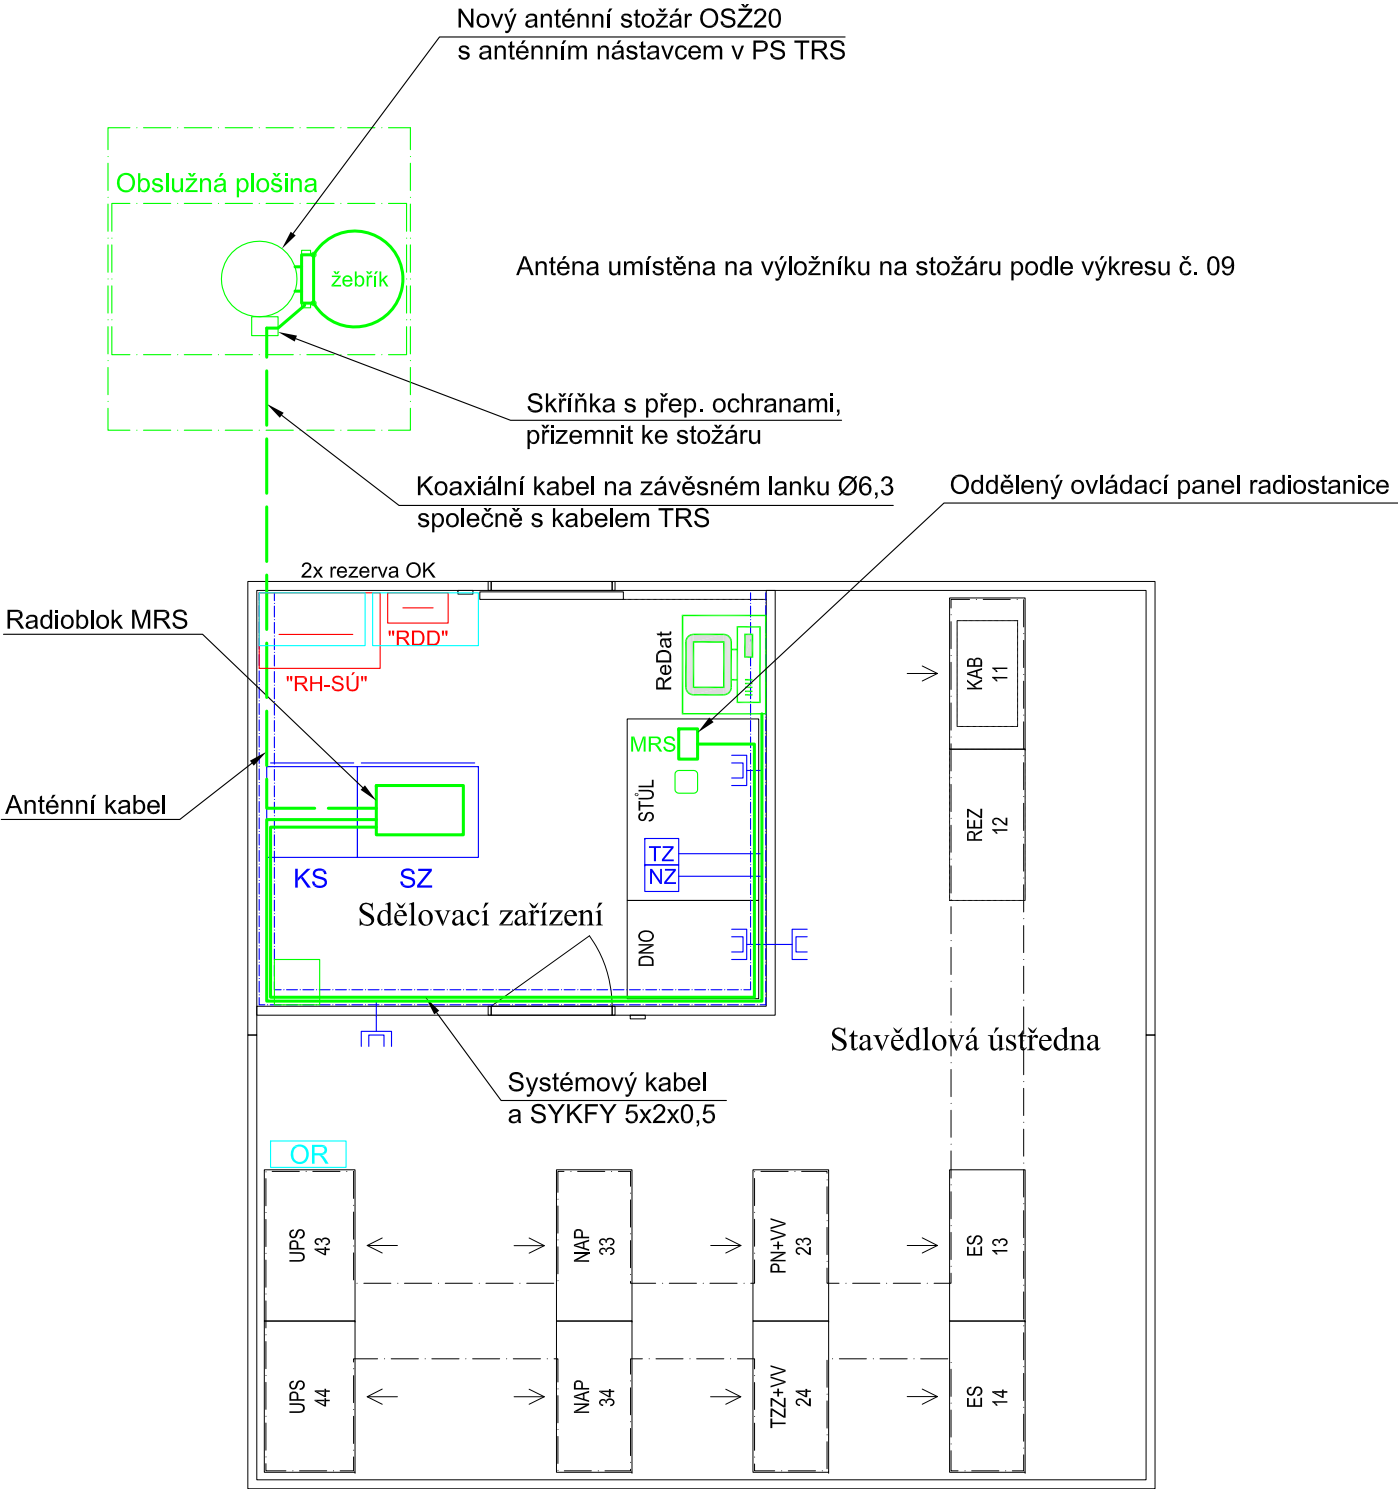 Nový anténní stožár OSŽ20
s anténním nástavcem v PS TRS
Obslužná plošina
žebřík
Anténa umístěna na výložníku na stožáru podle výkresu č. 09
Skříňka s přep. ochranami,
přizemnit ke stožáru
Koaxiální kabel na závěsném lanku Ø6,3
společně s kabelem TRS
Oddělený ovládací panel radiostanice
2x rezerva OK
Radioblok MRS
"RDD"
"RH-SÚ"
ReDat
KAB
11
MRS
STŮL
Anténní kabel
REZ
12
TZ
NZ
KS
SZ
Sdělovací zařízení
DNO
Stavědlová ústředna
Systémový kabel
a SYKFY 5x2x0,5
OR
UPS
43
NAP
33
PN+VV
23
ES
13
UPS
44
NAP
34
TZZ+VV
24
ES
14